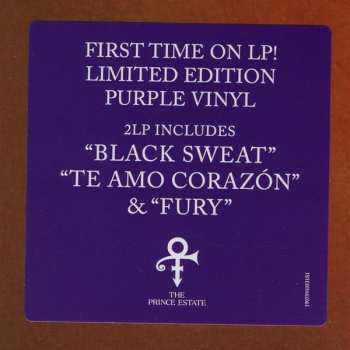 FIRST TIME ON LP!
LIMITED EDITION
PURPLE VINYL
2LP INCLUDES
“BLACK SWEAT”
“TE AMO CORAZÓN”
& “FURY”
THE
PRINCE ESTATE